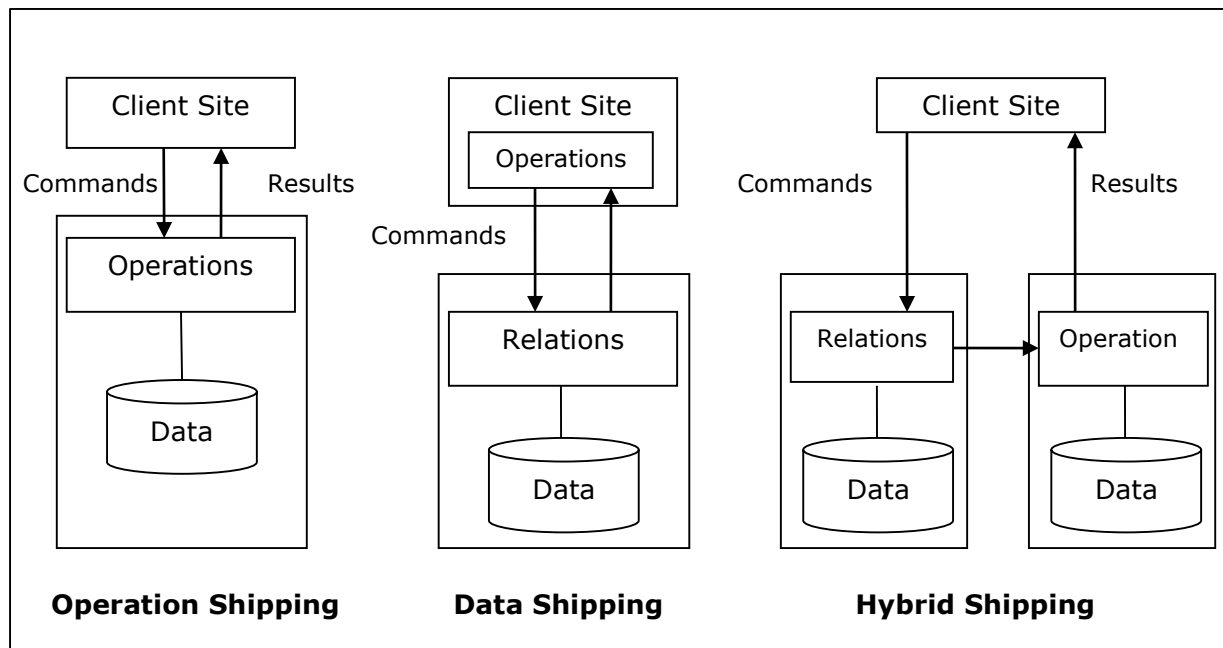 Client Site
Commands
Results
Operations
Data
Operation Shipping
Client Site
Operations
Commands
Relations
Data
Data Shipping
Client Site
Commands
Results
Relations
Operation
Data
Data
Hybrid Shipping